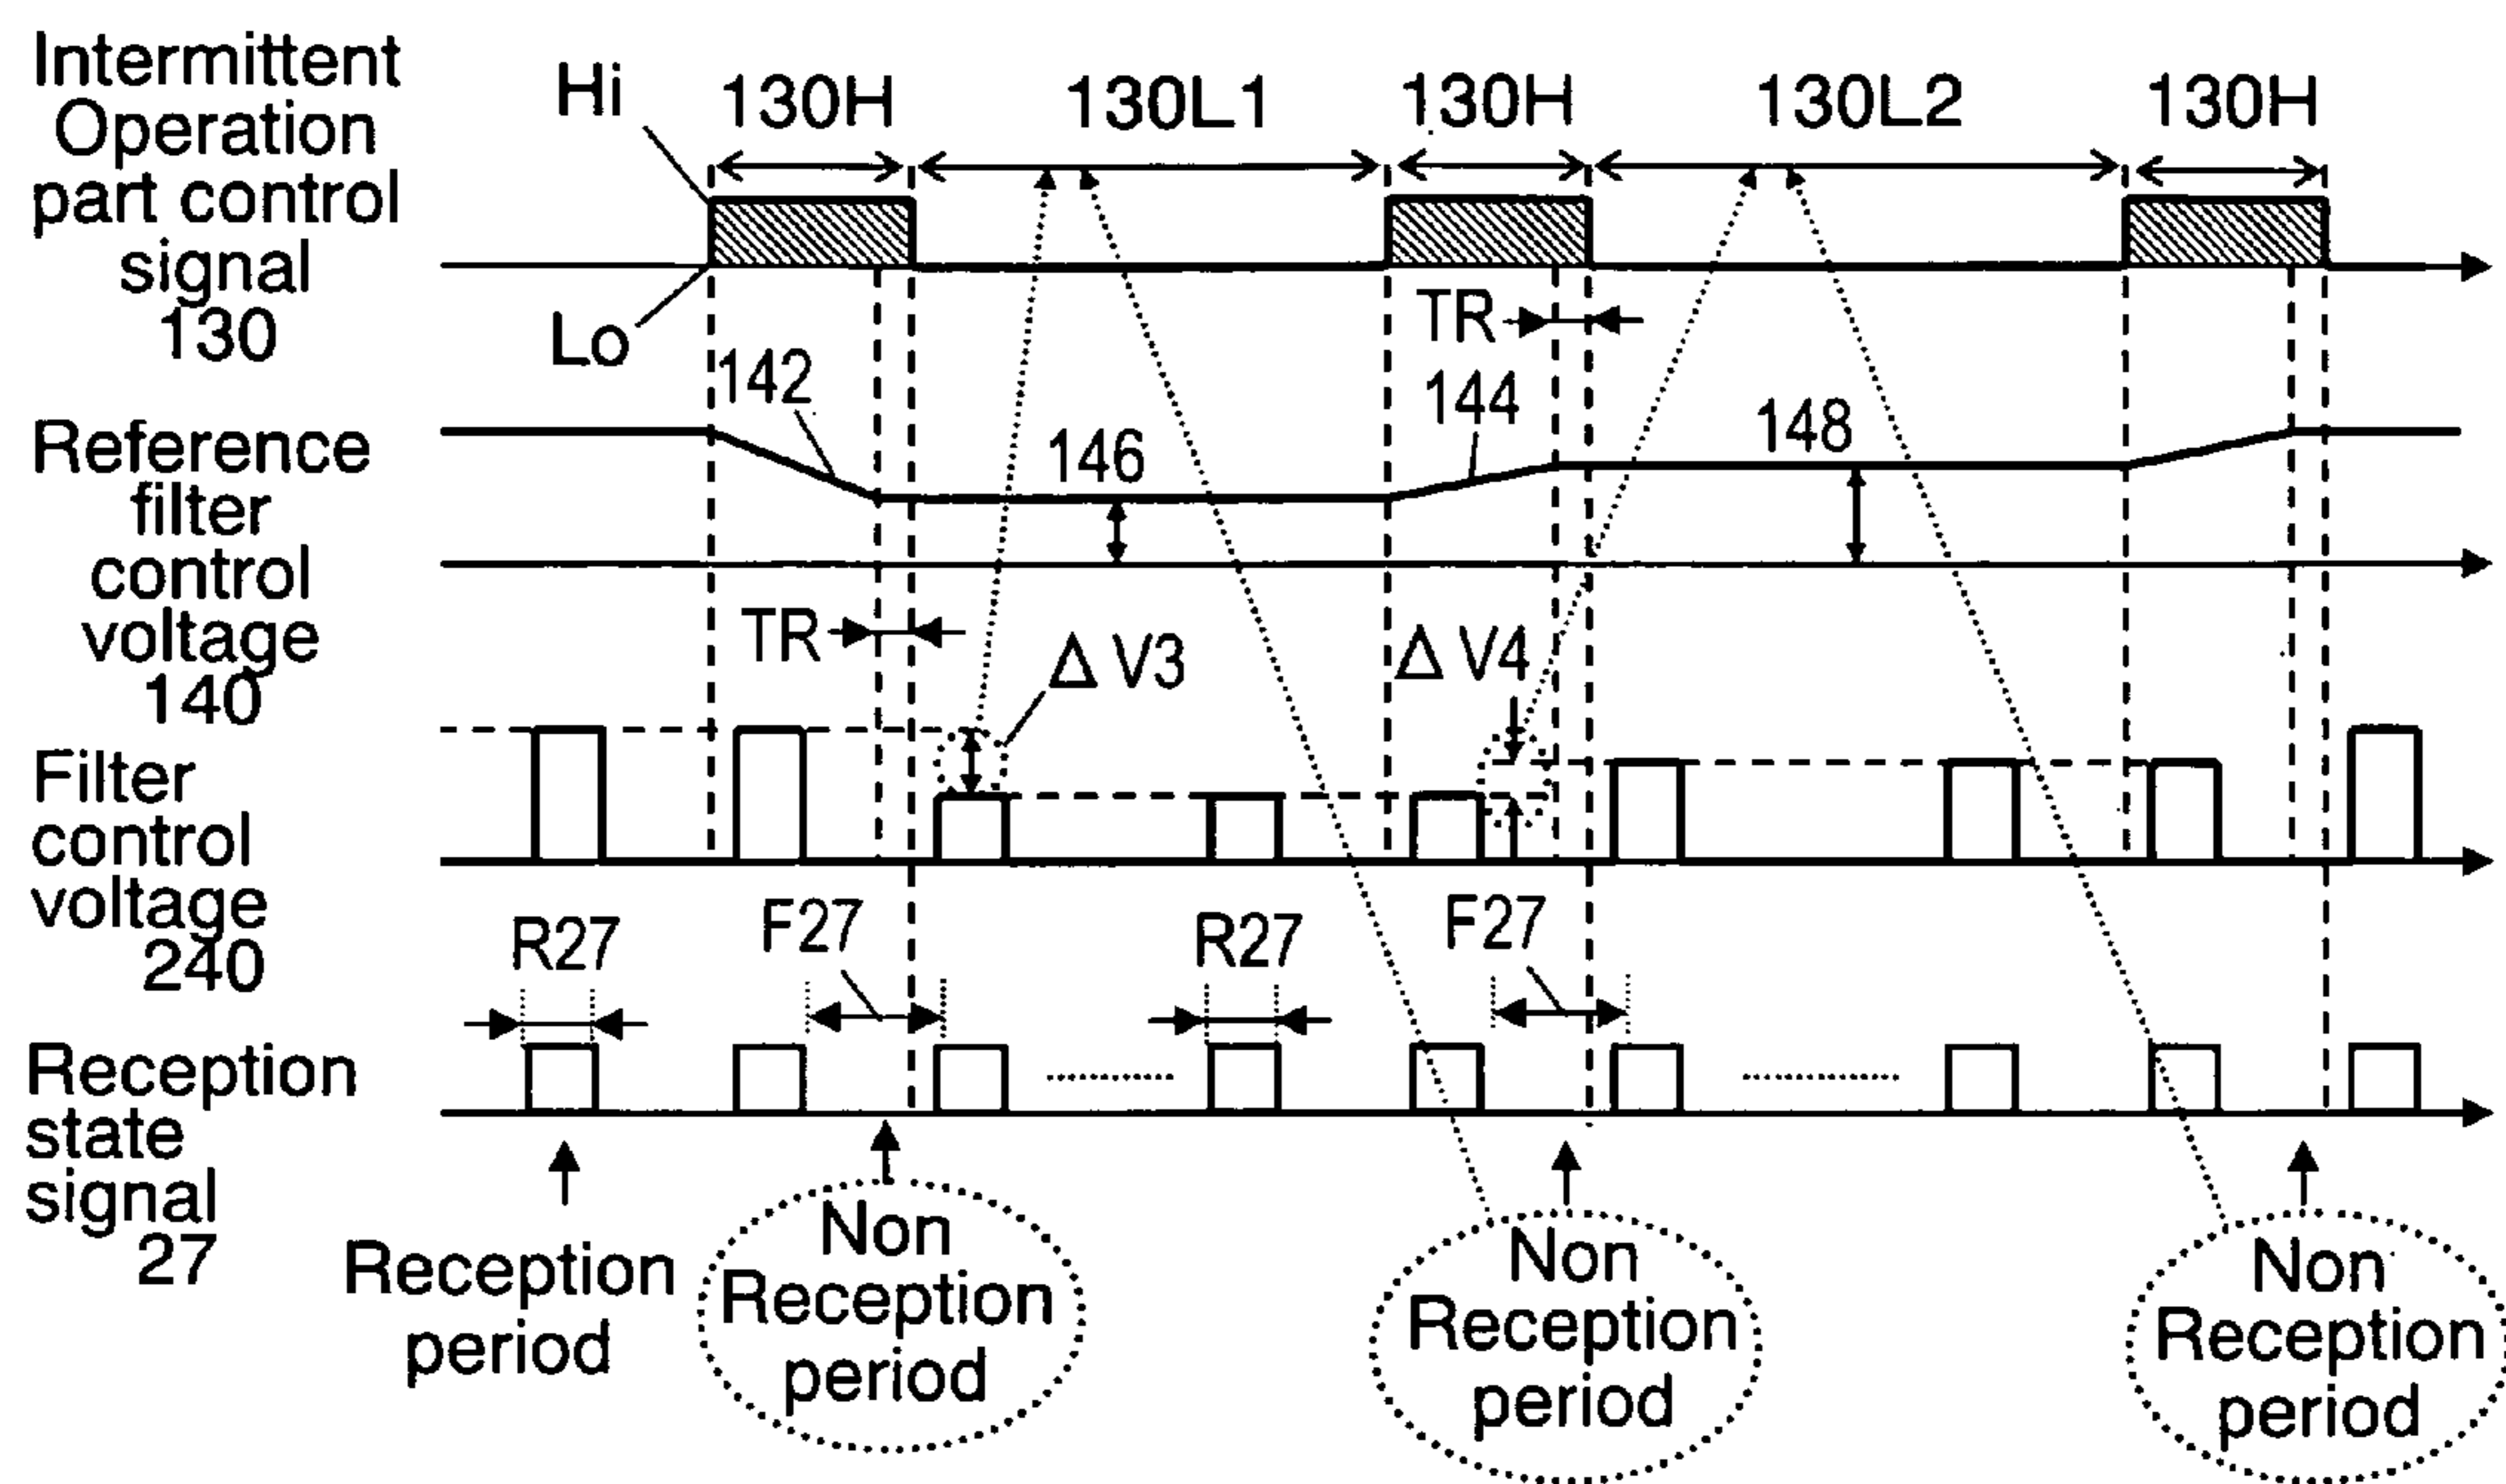 Intermittent
Operation
part control
signal
130
Hi
Lo
130H
130L1
130H
130L2
130H
TR
142
144
146
148
Reference
filter
control
voltage
140
TR
Δ V3
Δ V4
Filter
control
voltage
240
R27
F27
R27
F27
Reception
state
signal
27
Reception
period
Non
Reception
period
Non
Reception
period
Non
Reception
period